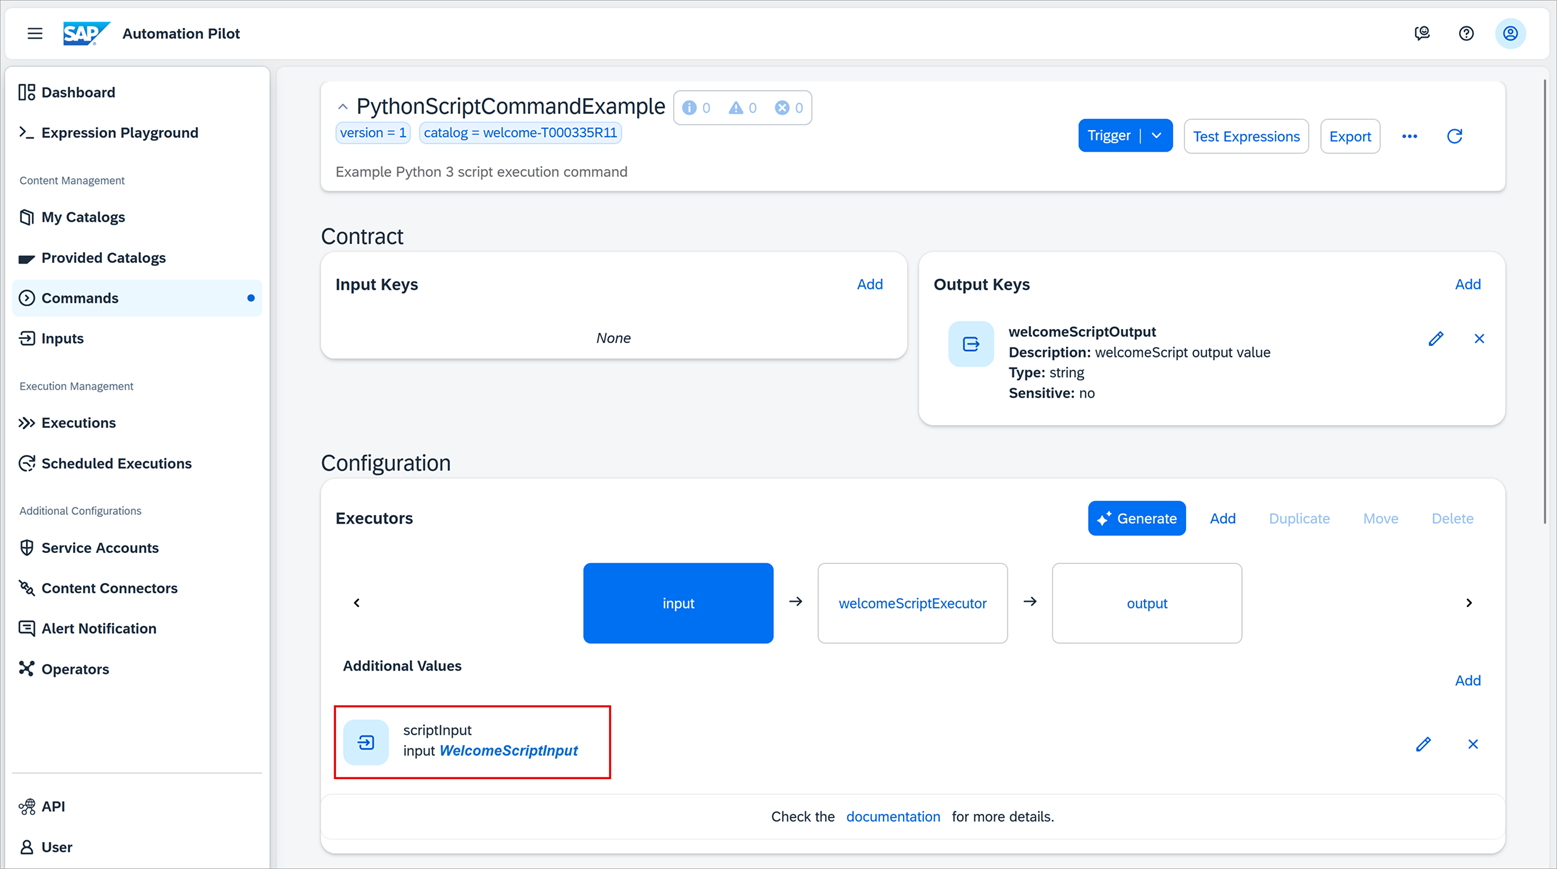 SAP Automation Pilot
Dashboard
Expression Playground
Content Management
My Catalogs
Provided Catalogs
Commands
Inputs
Execution Management
Executions
Scheduled Executions
Additional Configurations
Service Accounts
Content Connectors
Alert Notification
Operators
API
User
PythonScriptCommandExample 0 0 0
version = 1 catalog = welcome-T000335R11
Trigger Test Expressions Export
Example Python 3 script execution command
Contract
Input Keys Add
None
Output Keys Add
welcomeScriptOutput
Description: welcomeScript output value
Type: string
Sensitive: no
Configuration
Executors Generate Add Duplicate Move Delete
input welcomeScriptExecutor output
Additional Values
Add
scriptInput
input WelcomeScriptInput
Check the documentation for more details.